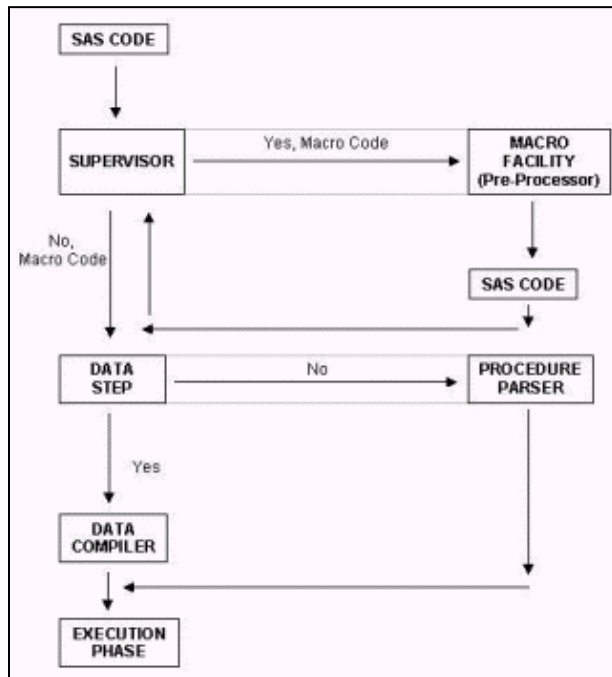 SAS CODE
SUPERVISOR
Yes, Macro Code
MACRO
FACILITY
(Pre-Processor)
No,
Macro Code
SAS CODE
DATA
STEP
No
PROCEDURE
PARSER
Yes
DATA
COMPILER
EXECUTION
PHASE